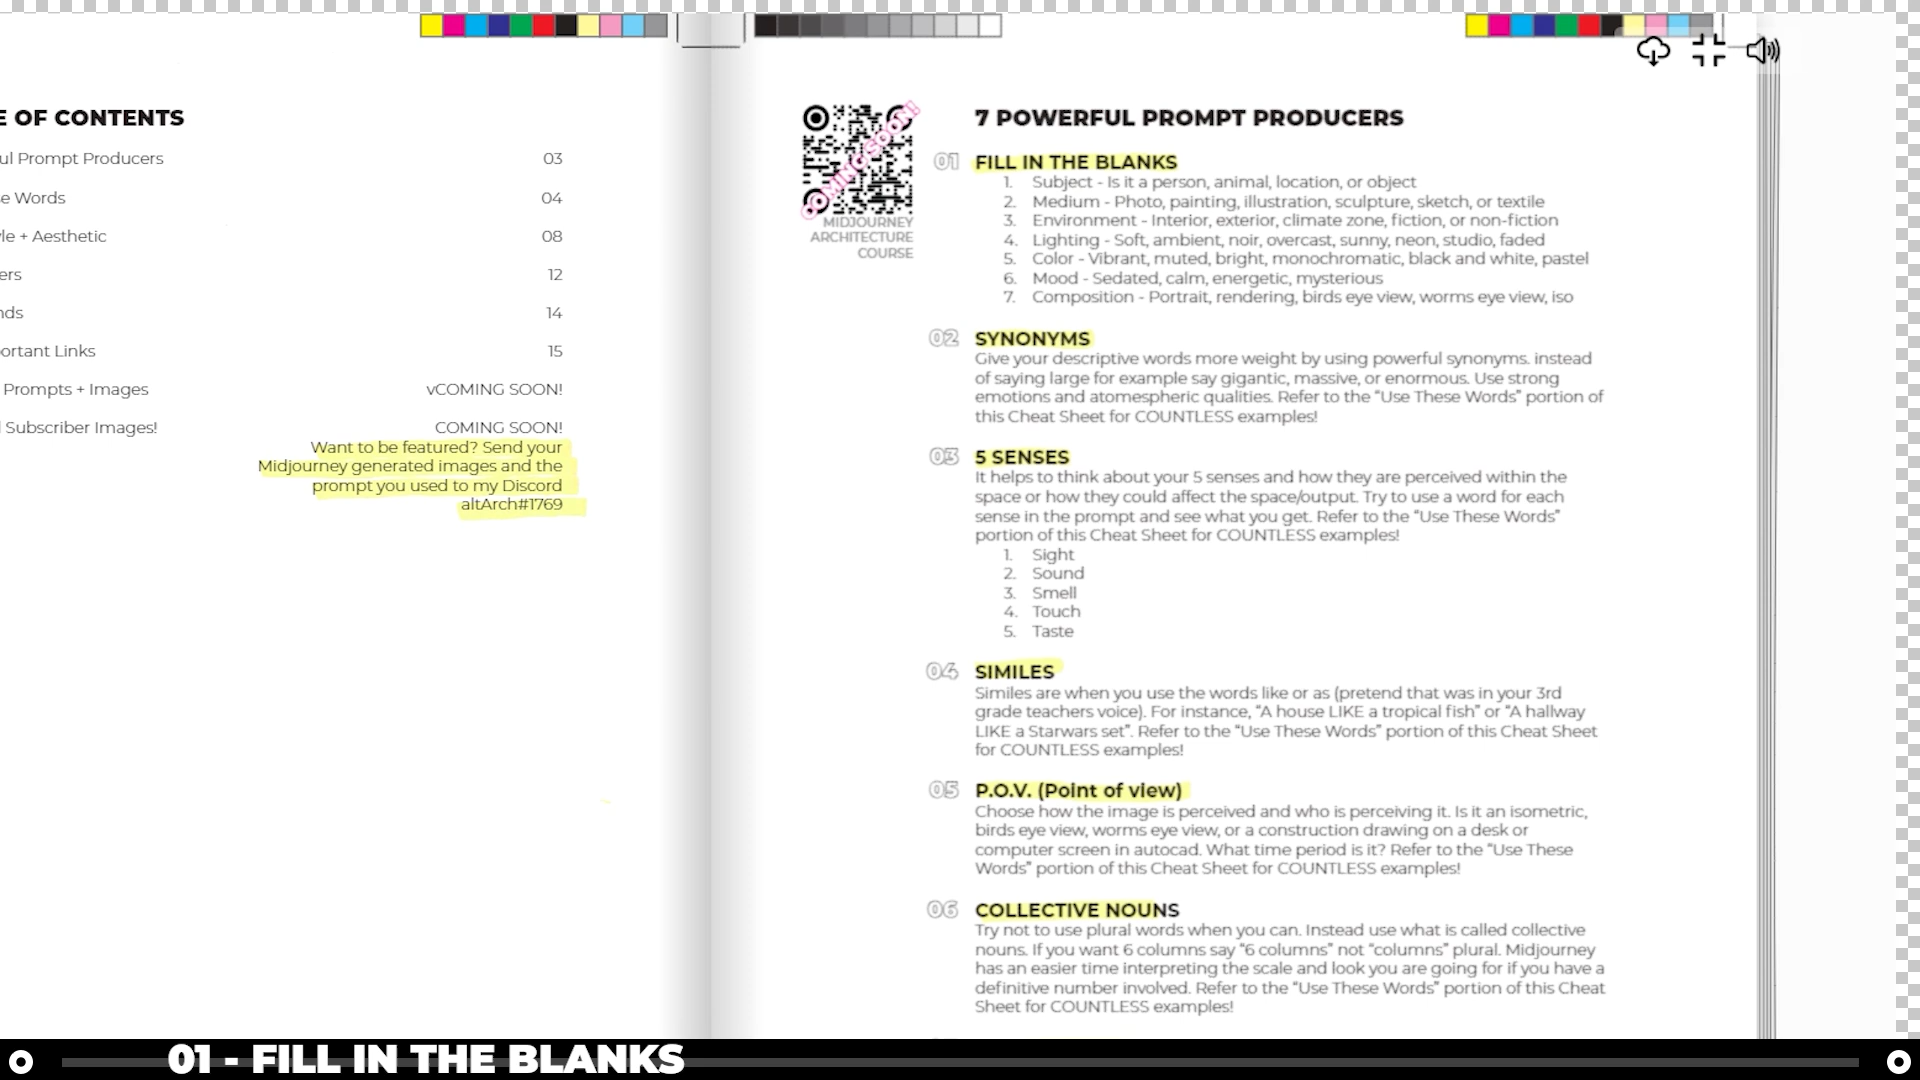 E OF CONTENTS
ul Prompt Producers 03
e Words 04
le + Aesthetic 08
ers 12
nds 14
ortant Links 15
Prompts + Images vCOMING SOON!
Subscriber Images! COMING SOON!
Want to be featured? Send your
Midjourney generated images and the
prompt you used to my Discord
altArch#1769
COMING SOON!
MIDJOURNEY
ARCHITECTURE
COURSE
7 POWERFUL PROMPT PRODUCERS
01 FILL IN THE BLANKS
1. Subject - Is it a person, animal, location, or object
2. Medium - Photo, painting, illustration, sculpture, sketch, or textile
3. Environment - Interior, exterior, climate zone, fiction, or non-fiction
4. Lighting - Soft, ambient, noir, overcast, sunny, neon, studio, faded
5. Color - Vibrant, muted, bright, monochromatic, black and white, pastel
6. Mood - Sedated, calm, energetic, mysterious
7. Composition - Portrait, rendering, birds eye view, worms eye view, iso
02 SYNONYMS
Give your descriptive words more weight by using powerful synonyms. instead
of saying large for example say gigantic, massive, or enormous. Use strong
emotions and atomespheric qualities. Refer to the “Use These Words” portion of
this Cheat Sheet for COUNTLESS examples!
03 5 SENSES
It helps to think about your 5 senses and how they are perceived within the
space or how they could affect the space/output. Try to use a word for each
sense in the prompt and see what you get. Refer to the “Use These Words”
portion of this Cheat Sheet for COUNTLESS examples!
1. Sight
2. Sound
3. Smell
4. Touch
5. Taste
04 SIMILES
Similes are when you use the words like or as (pretend that was in your 3rd
grade teachers voice). For instance, “A house LIKE a tropical fish” or “A hallway
LIKE a Starwars set”. Refer to the “Use These Words” portion of this Cheat Sheet
for COUNTLESS examples!
05 P.O.V. (Point of view)
Choose how the image is perceived and who is perceiving it. Is it an isometric,
birds eye view, worms eye view, or a construction drawing on a desk or
computer screen in autocad. What time period is it? Refer to the “Use These
Words” portion of this Cheat Sheet for COUNTLESS examples!
06 COLLECTIVE NOUNS
Try not to use plural words when you can. Instead use what is called collective
nouns. If you want 6 columns say “6 columns” not “columns” plural. Midjourney
has an easier time interpreting the scale and look you are going for if you have a
definitive number involved. Refer to the “Use These Words” portion of this Cheat
Sheet for COUNTLESS examples!
01 - FILL IN THE BLANKS